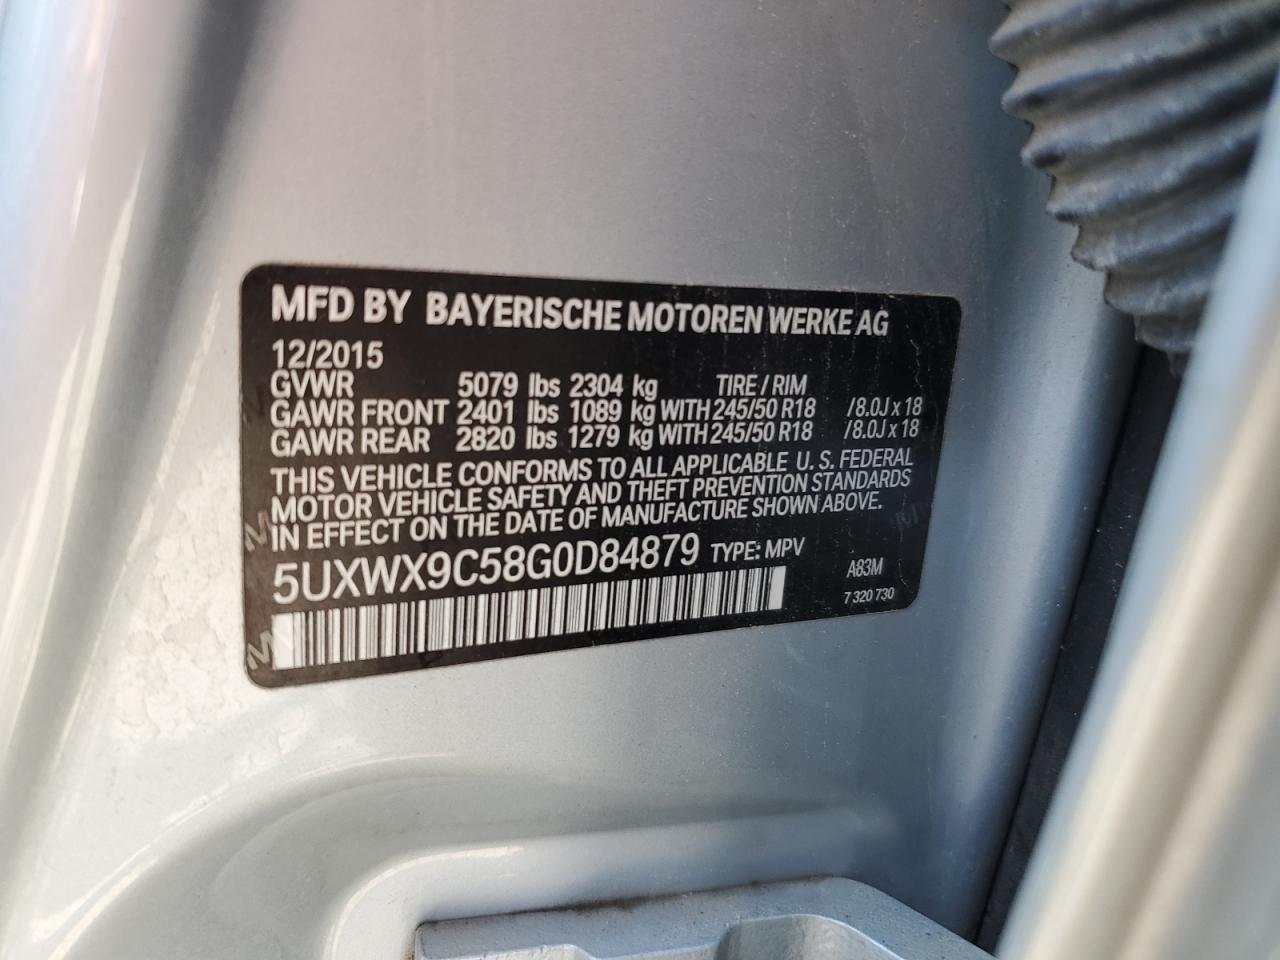 MFD BY BAYERISCHE MOTOREN WERKE AG
12/2015
GVWR 5079 lbs 2304 kg TIRE / RIM
GAWR FRONT 2401 lbs 1089 kg WITH 245/50 R18 /8.0J x 18
GAWR REAR 2820 lbs 1279 kg WITH 245/50 R18 /8.0J x 18
THIS VEHICLE CONFORMS TO ALL APPLICABLE U. S. FEDERAL
MOTOR VEHICLE SAFETY AND THEFT PREVENTION STANDARDS
IN EFFECT ON THE DATE OF MANUFACTURE SHOWN ABOVE.
5UXWX9C58G0D84879 TYPE: MPV
A83M
7 320 730